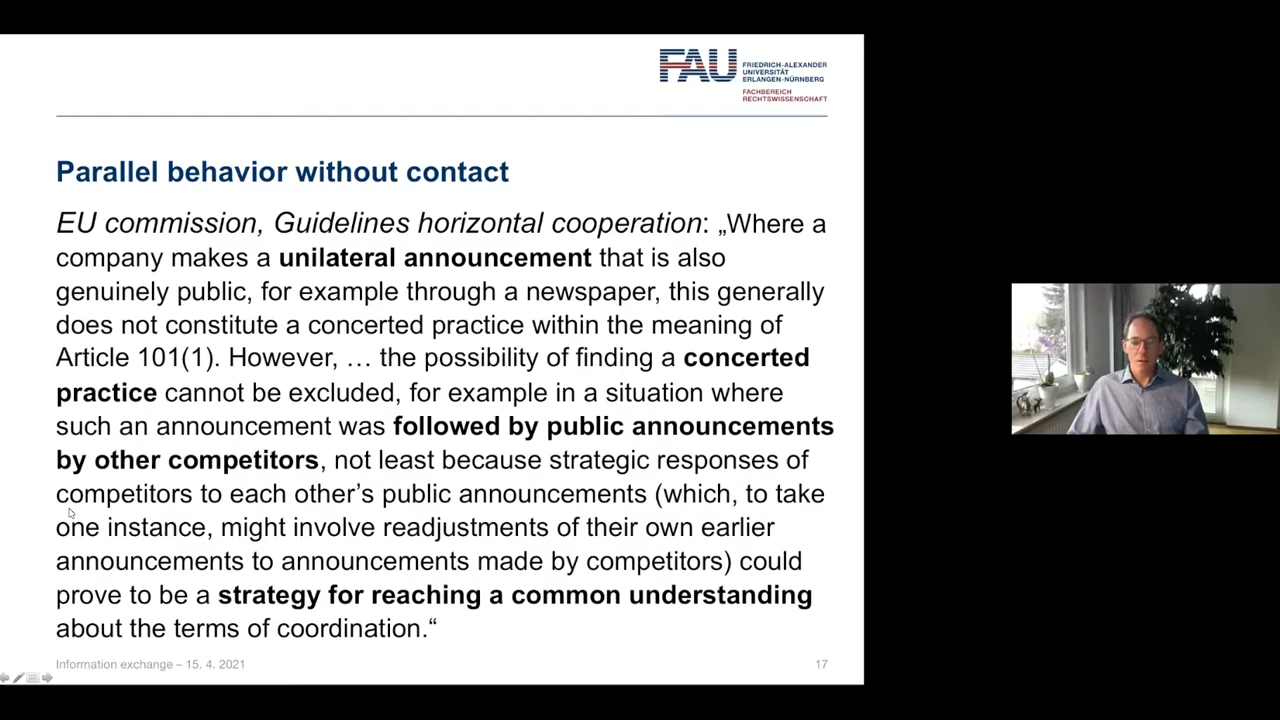 FAU
FRIEDRICH-ALEXANDER
UNIVERSITÄT
ERLANGEN-NÜRNBERG
FACHBEREICH
RECHTSWISSENSCHAFT
Parallel behavior without contact
EU commission, Guidelines horizontal cooperation: „Where a
company makes a unilateral announcement that is also
genuinely public, for example through a newspaper, this generally
does not constitute a concerted practice within the meaning of
Article 101(1). However, … the possibility of finding a concerted
practice cannot be excluded, for example in a situation where
such an announcement was followed by public announcements
by other competitors, not least because strategic responses of
competitors to each other’s public announcements (which, to take
one instance, might involve readjustments of their own earlier
announcements to announcements made by competitors) could
prove to be a strategy for reaching a common understanding
about the terms of coordination.“
Information exchange – 15. 4. 2021
17